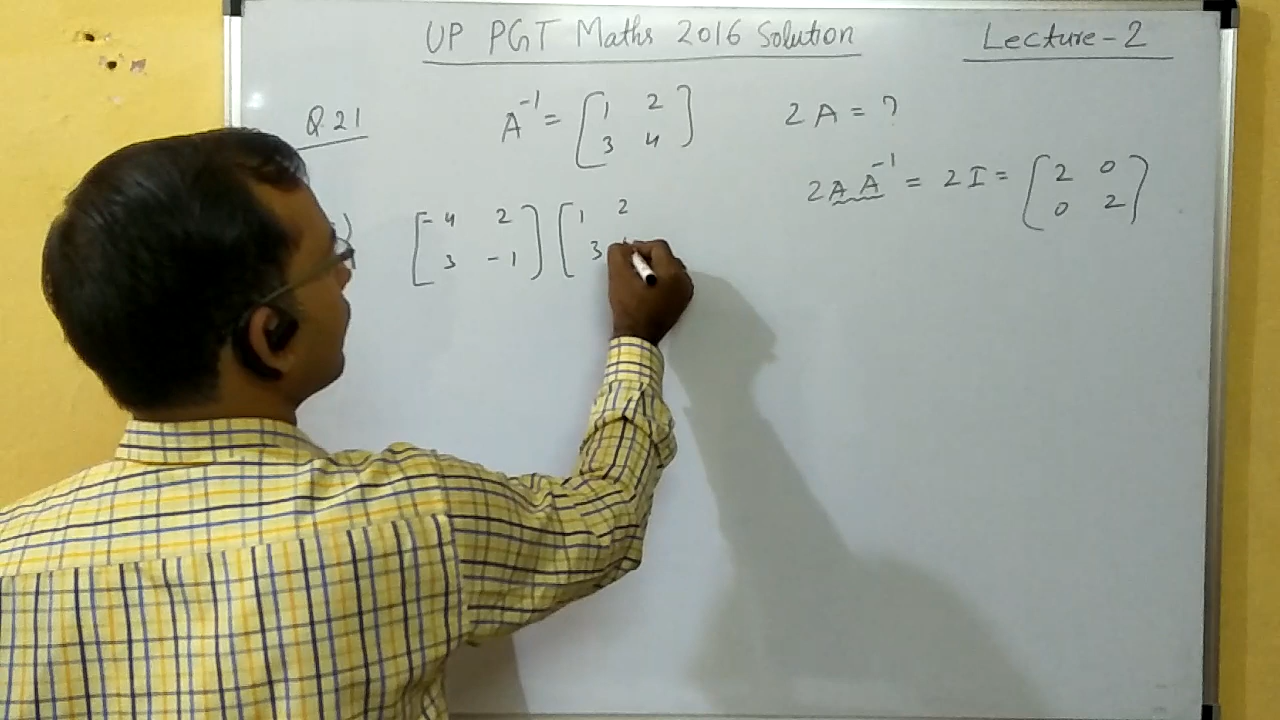 UP PGT Maths 2016 Solution Lecture-2
Q.21 A⁻¹ = [1 2; 3 4] 2A = ?
2AA⁻¹ = 2I = [2 0; 0 2]
) [-4 2; 3 -1] [1 2; 3